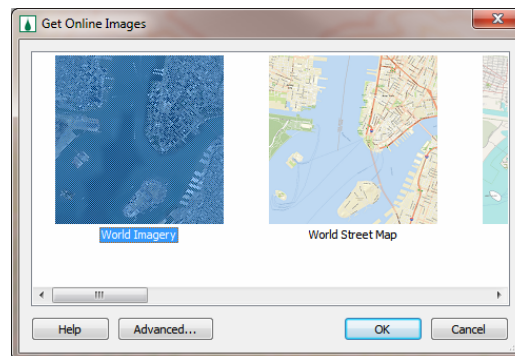 Get Online Images
World Imagery
World Street Map
Help
Advanced...
OK
Cancel